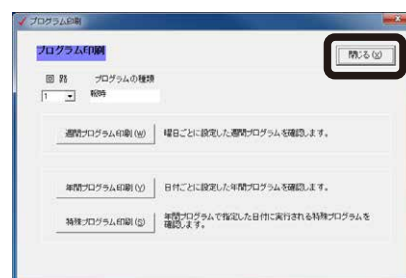 プログラム印刷
プログラム印刷
閉じる(X)
回 路 プログラムの種類
1 報時
週間プログラム印刷(W) 曜日ごとに設定した週間プログラムを確認します。
年間プログラム印刷(Y) 日付ごとに設定した年間プログラムを確認します。
特殊プログラム印刷(S) 年間プログラムで指定した日付に実行される特殊プログラムを
確認します。